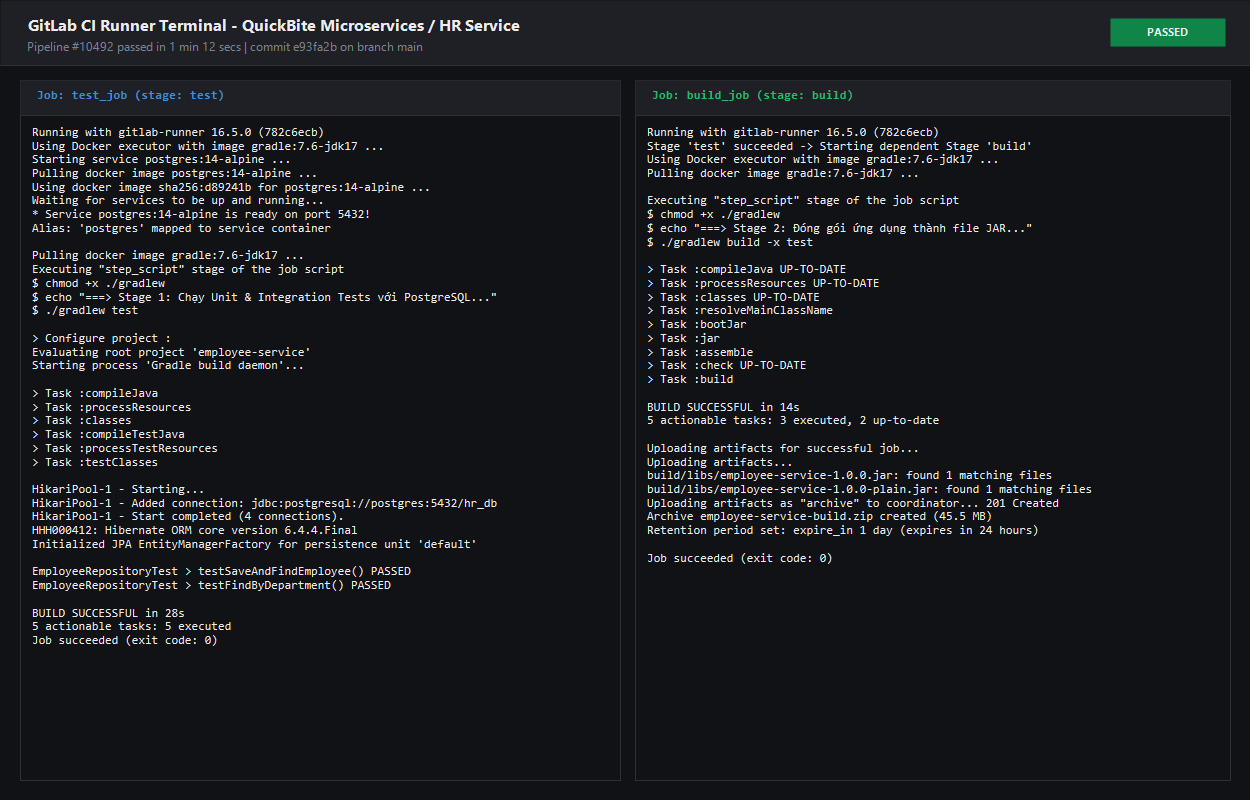 GitLab CI Runner Terminal - QuickBite Microservices / HR Service
Pipeline #10492 passed in 1 min 12 secs | commit e93fa2b on branch main
PASSED
Job: test_job (stage: test)
Running with gitlab-runner 16.5.0 (782c6ecb)
Using Docker executor with image gradle:7.6-jdk17 ...
Starting service postgres:14-alpine ...
Pulling docker image postgres:14-alpine ...
Using docker image sha256:d89241b for postgres:14-alpine ...
Waiting for services to be up and running...
* Service postgres:14-alpine is ready on port 5432!
Alias: 'postgres' mapped to service container
Pulling docker image gradle:7.6-jdk17 ...
Executing "step_script" stage of the job script
$ chmod +x ./gradlew
$ echo "===> Stage 1: Chạy Unit & Integration Tests với PostgreSQL..."
$ ./gradlew test
> Configure project :
Evaluating root project 'employee-service'
Starting process 'Gradle build daemon'...
> Task :compileJava
> Task :processResources
> Task :classes
> Task :compileTestJava
> Task :processTestResources
> Task :testClasses
HikariPool-1 - Starting...
HikariPool-1 - Added connection: jdbc:postgresql://postgres:5432/hr_db
HikariPool-1 - Start completed (4 connections).
HHH000412: Hibernate ORM core version 6.4.4.Final
Initialized JPA EntityManagerFactory for persistence unit 'default'
EmployeeRepositoryTest > testSaveAndFindEmployee() PASSED
EmployeeRepositoryTest > testFindByDepartment() PASSED
BUILD SUCCESSFUL in 28s
5 actionable tasks: 5 executed
Job succeeded (exit code: 0)
Job: build_job (stage: build)
Running with gitlab-runner 16.5.0 (782c6ecb)
Stage 'test' succeeded -> Starting dependent Stage 'build'
Using Docker executor with image gradle:7.6-jdk17 ...
Pulling docker image gradle:7.6-jdk17 ...
Executing "step_script" stage of the job script
$ chmod +x ./gradlew
$ echo "===> Stage 2: Đóng gói ứng dụng thành file JAR..."
$ ./gradlew build -x test
> Task :compileJava UP-TO-DATE
> Task :processResources UP-TO-DATE
> Task :classes UP-TO-DATE
> Task :resolveMainClassName
> Task :bootJar
> Task :jar
> Task :assemble
> Task :check UP-TO-DATE
> Task :build
BUILD SUCCESSFUL in 14s
5 actionable tasks: 3 executed, 2 up-to-date
Uploading artifacts for successful job...
Uploading artifacts...
build/libs/employee-service-1.0.0.jar: found 1 matching files
build/libs/employee-service-1.0.0-plain.jar: found 1 matching files
Uploading artifacts as "archive" to coordinator... 201 Created
Archive employee-service-build.zip created (45.5 MB)
Retention period set: expire_in 1 day (expires in 24 hours)
Job succeeded (exit code: 0)